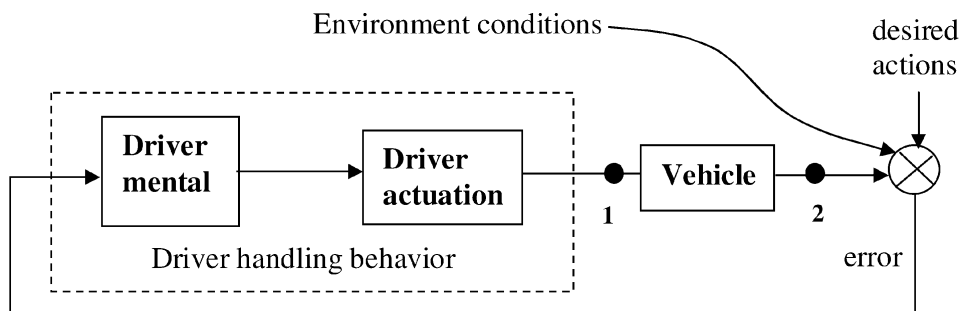 Environment conditions
desired
actions
Driver
mental
Driver
actuation
Vehicle
1
2
Driver handling behavior
error